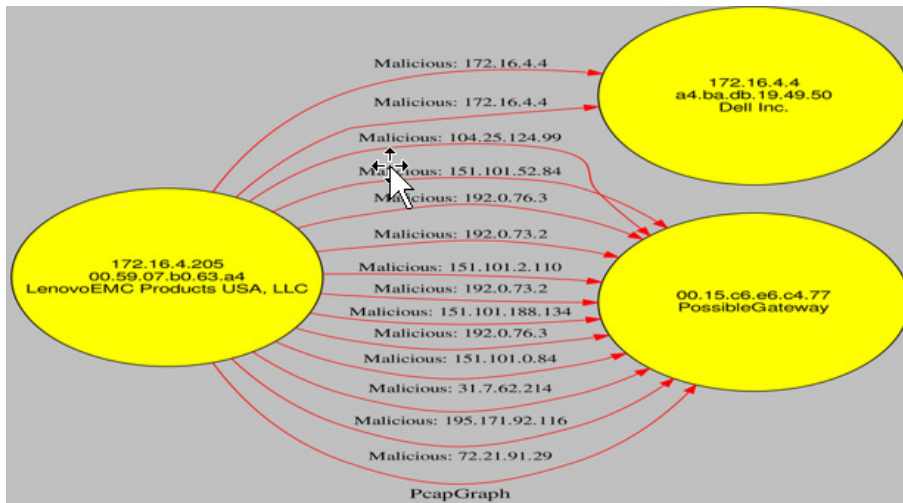 Malicious: 172.16.4.4
172.16.4.4
a4.ba.db.19.49.50
Dell Inc.
Malicious: 172.16.4.4
Malicious: 104.25.124.99
Malicious: 151.101.52.84
Malicious: 192.0.76.3
Malicious: 192.0.73.2
172.16.4.205
00.59.07.b0.63.a4
LenovoEMC Products USA, LLC
Malicious: 151.101.2.110
Malicious: 192.0.73.2
00.15.c6.e6.c4.77
PossibleGateway
Malicious: 151.101.188.134
Malicious: 192.0.76.3
Malicious: 151.101.0.84
Malicious: 31.7.62.214
Malicious: 195.171.92.116
Malicious: 72.21.91.29
PcapGraph